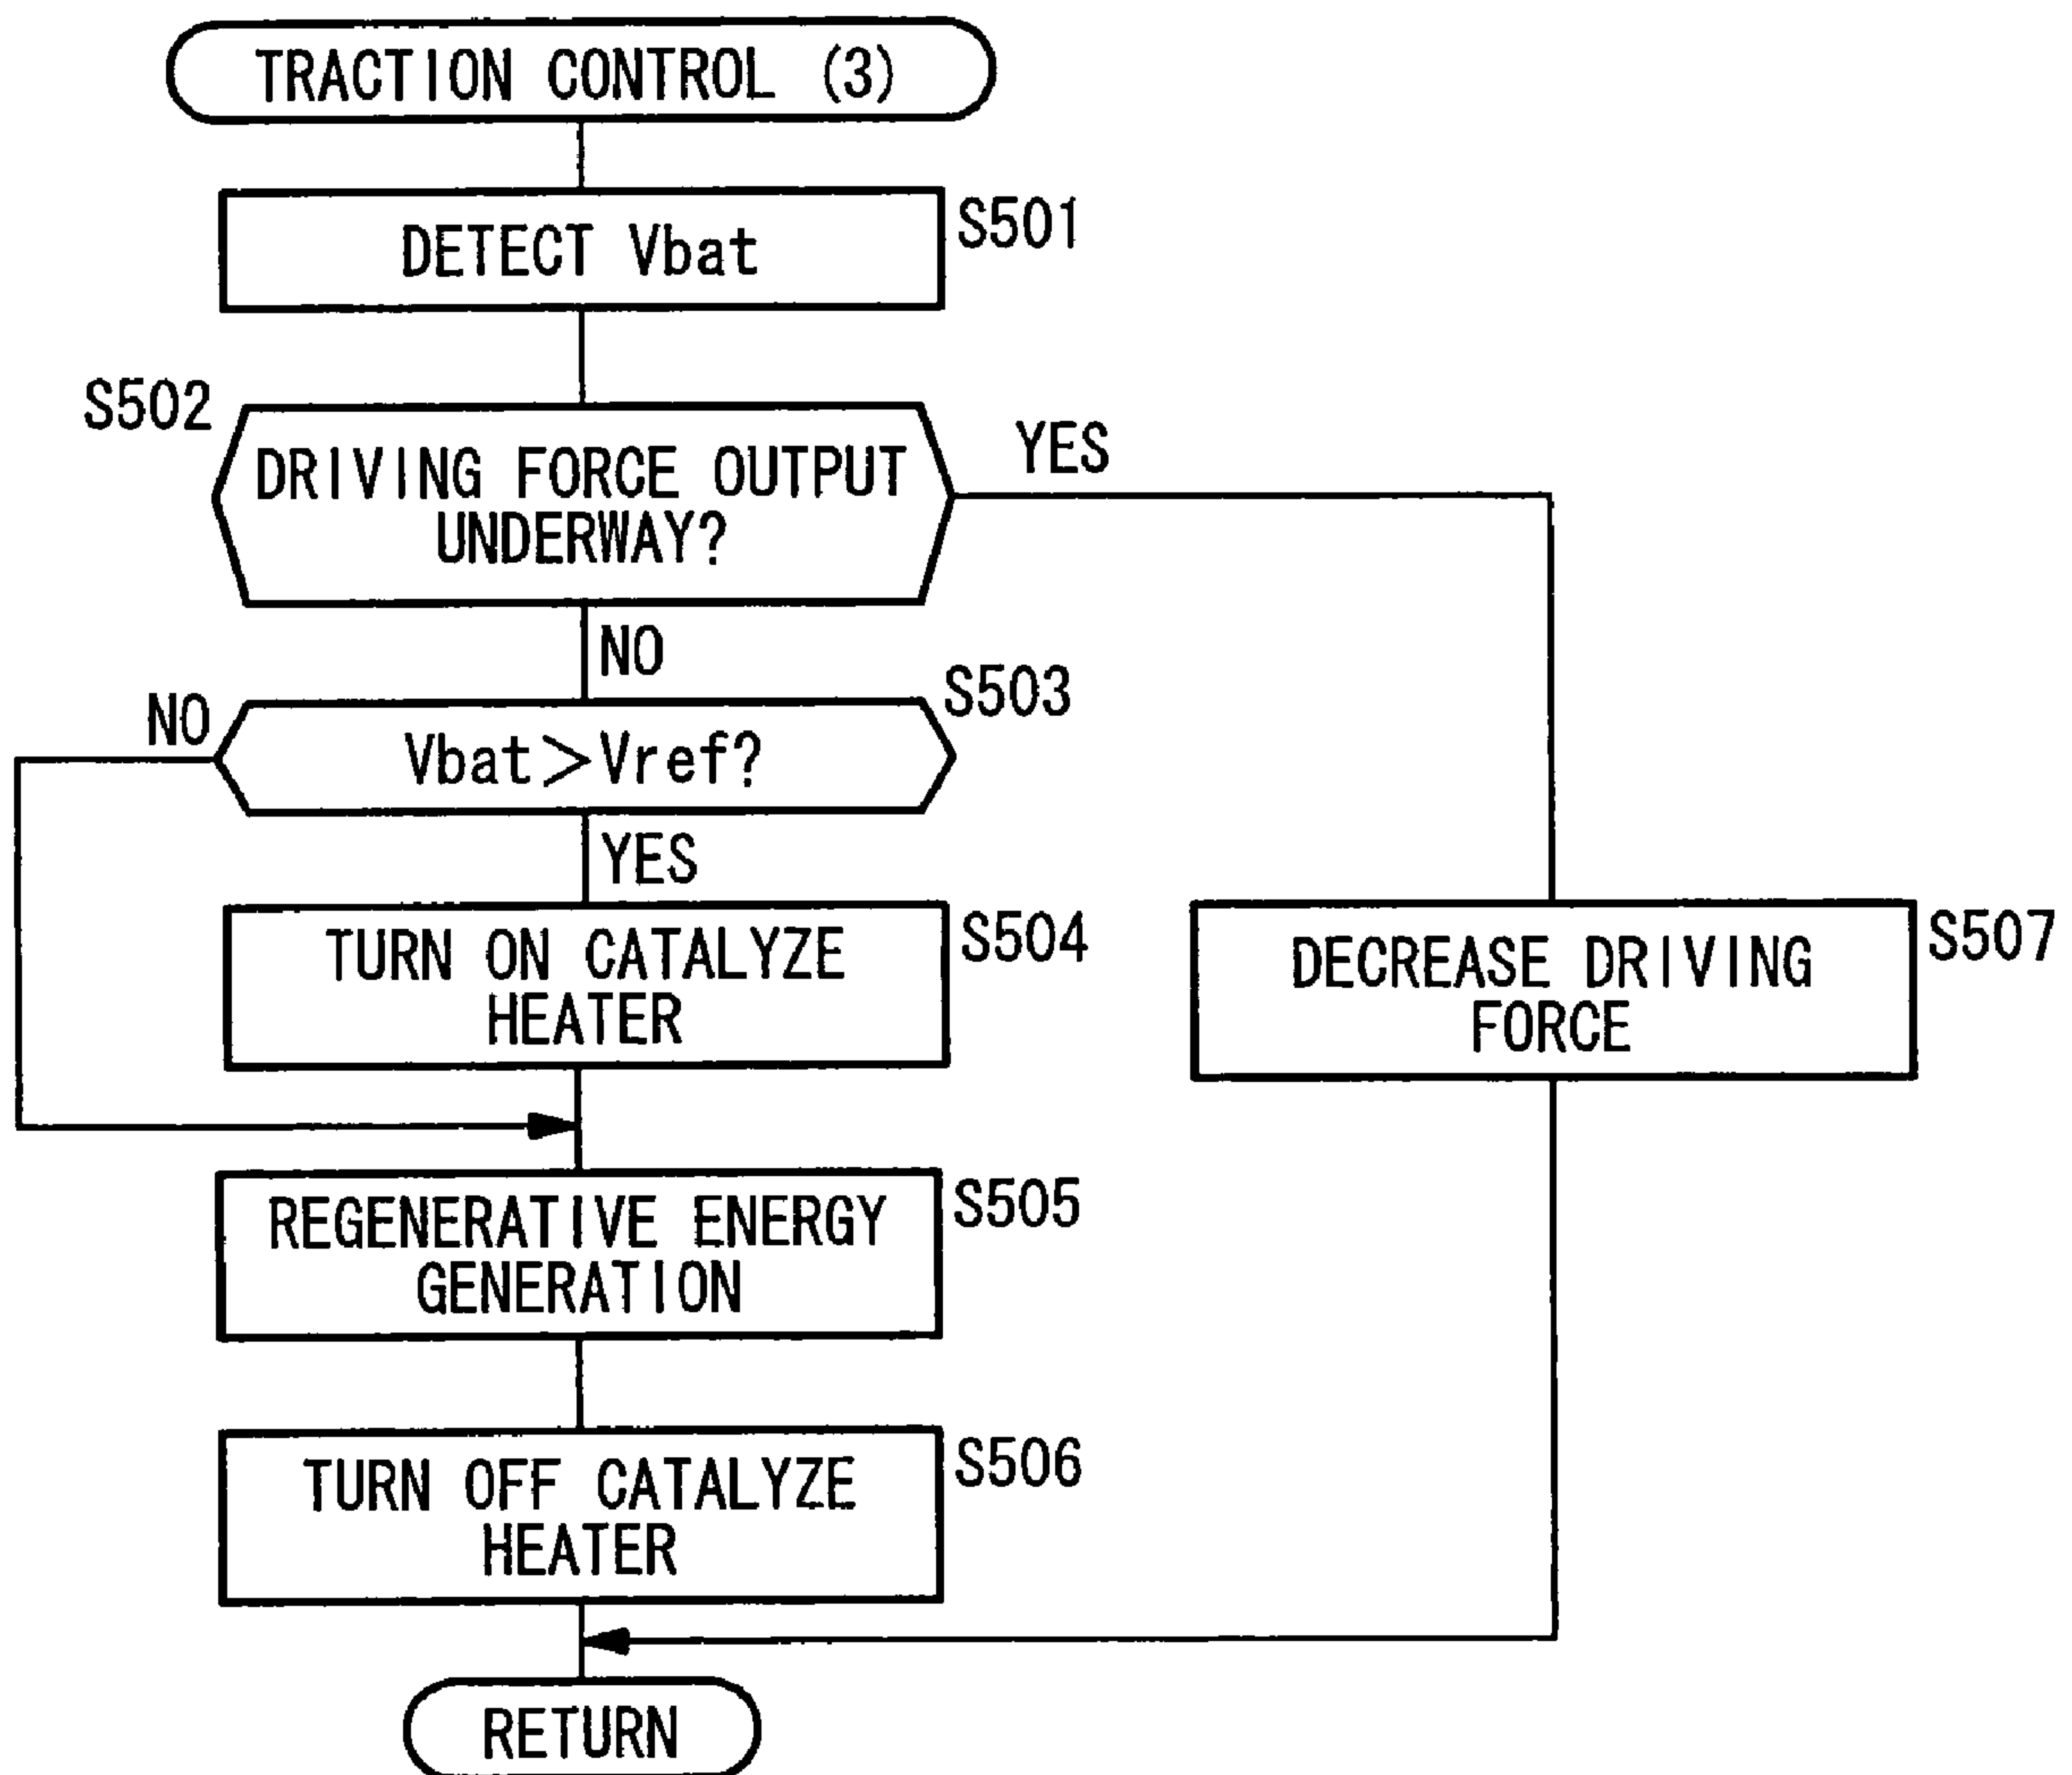 TRACTION CONTROL (3)
DETECT Vbat
S501
S502
DRIVING FORCE OUTPUT
UNDERWAY?
YES
NO
S503
NO
Vbat>Vref?
YES
TURN ON CATALYZE
HEATER
S504
DECREASE DRIVING
FORCE
S507
REGENERATIVE ENERGY
GENERATION
S505
TURN OFF CATALYZE
HEATER
S506
RETURN